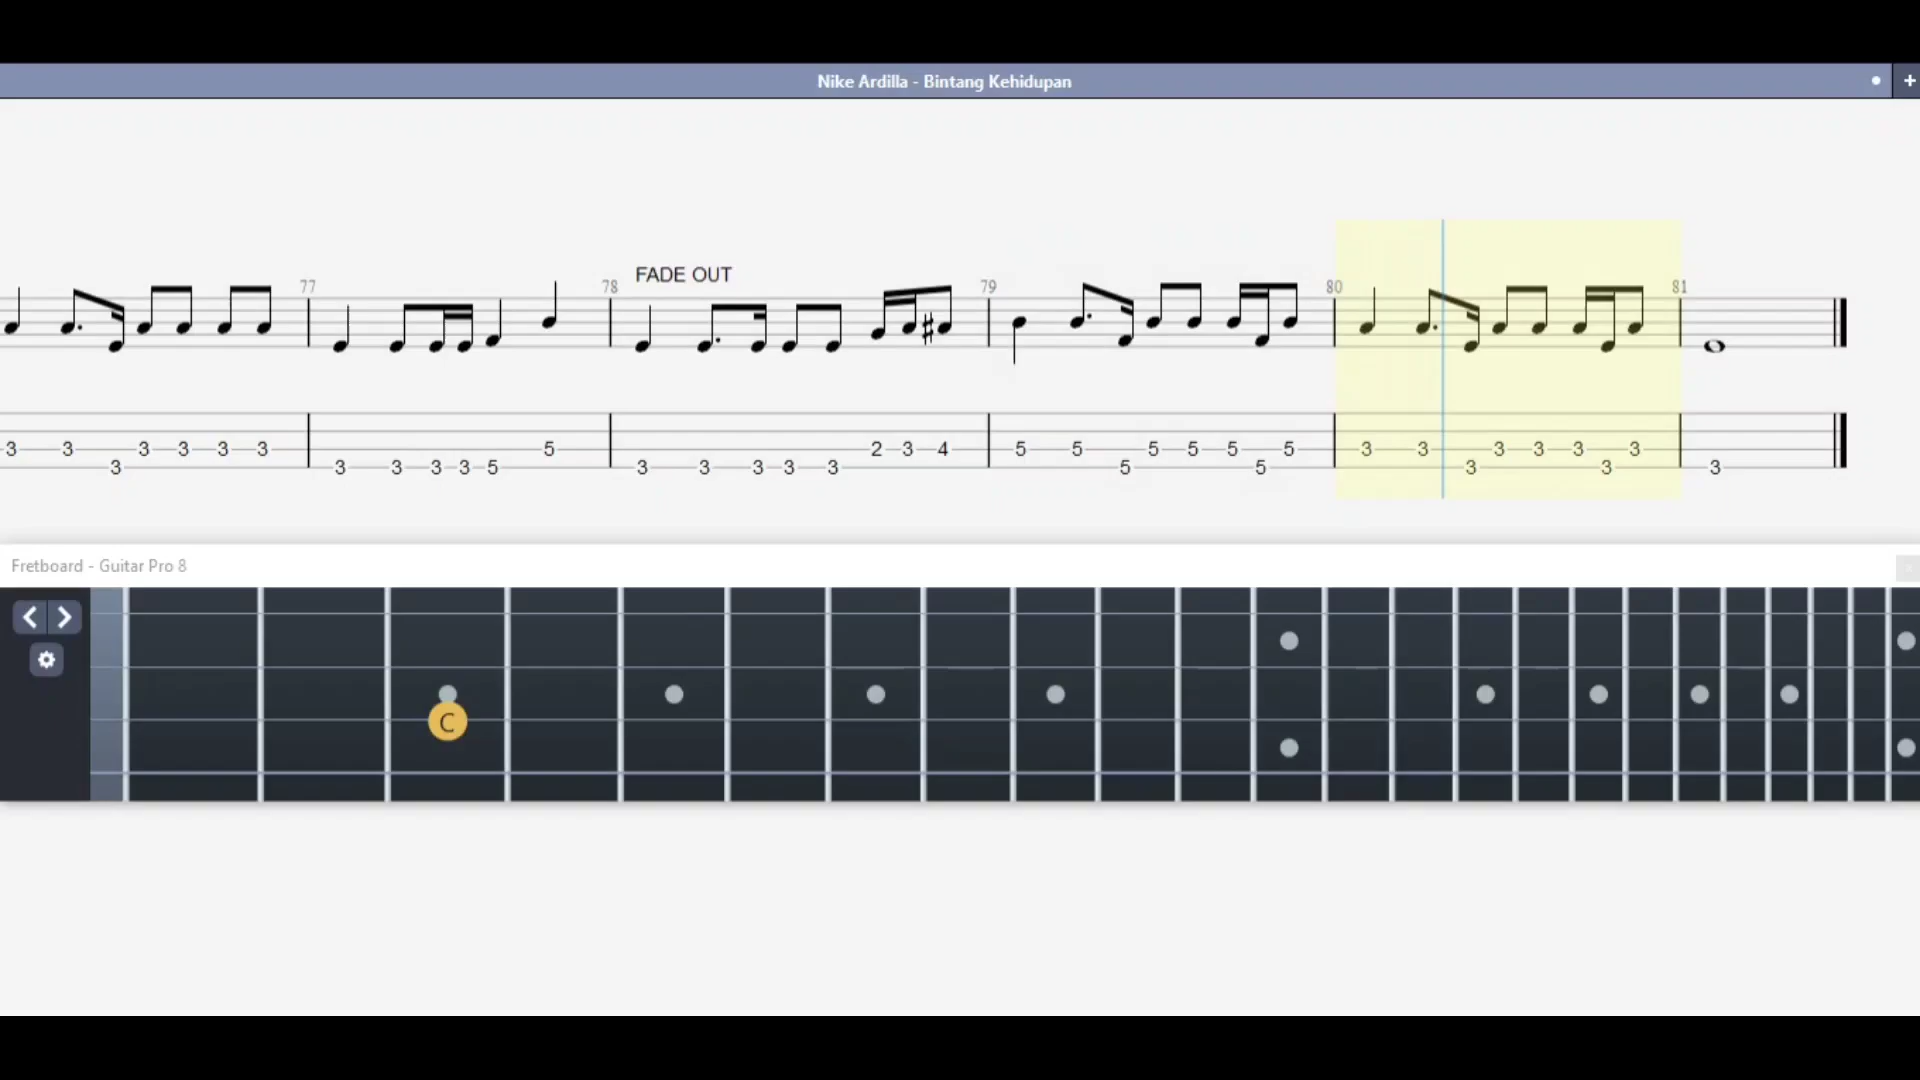 Nike Ardilla - Bintang Kehidupan
+
77 78 FADE OUT 79 80 81
3 3 3 3 3 3 3 3 3 3 3 5 5 3 3 3 3 3 2 3 4 5 5 5 5 5 5 5 5 3 3 3 3 3 3 3 3 3
Fretboard - Guitar Pro 8
C